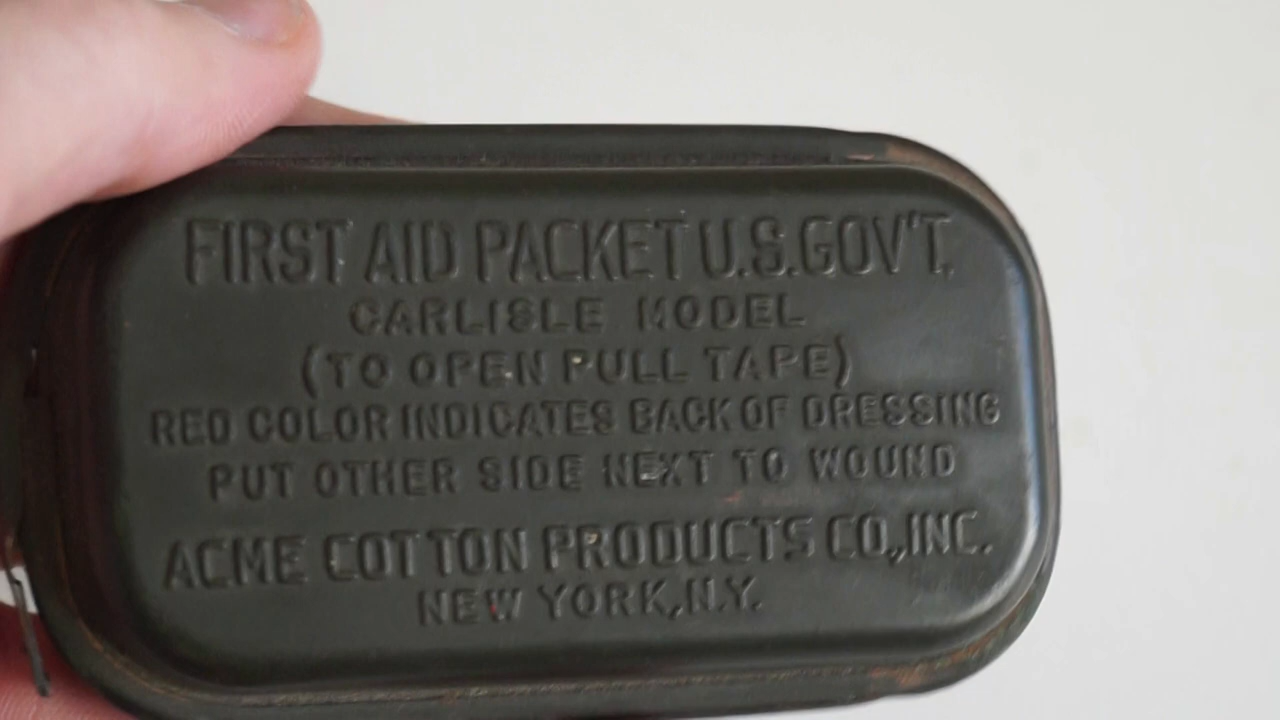 FIRST AID PACKET U.S. GOV'T.
CARLISLE MODEL
(TO OPEN PULL TAPE)
RED COLOR INDICATES BACK OF DRESSING
PUT OTHER SIDE NEXT TO WOUND
ACME COTTON PRODUCTS CO., INC.
NEW YORK, N.Y.